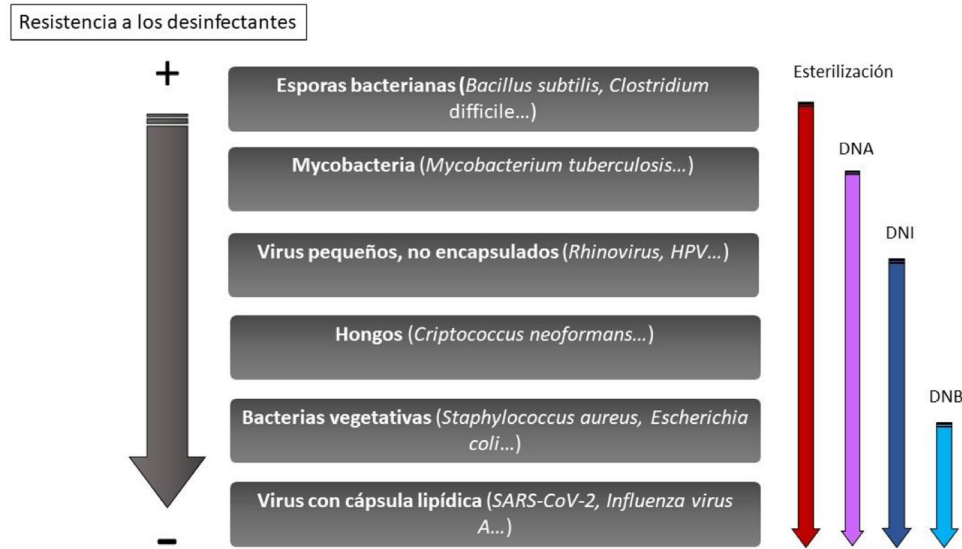 Resistencia a los desinfectantes
+
Esporas bacterianas (Bacillus subtilis, Clostridium
difficile…)
Esterilización
Mycobacteria (Mycobacterium tuberculosis…)
DNA
Virus pequeños, no encapsulados (Rhinovirus, HPV…)
DNI
Hongos (Criptococcus neoformans…)
Bacterias vegetativas (Staphylococcus aureus, Escherichia
coli…)
DNB
Virus con cápsula lipídica (SARS-CoV-2, Influenza virus
A…)
-